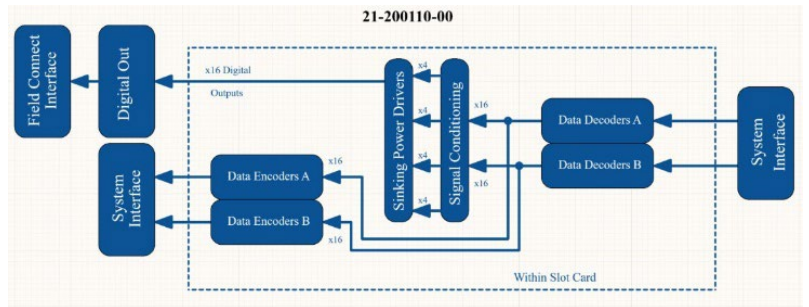 21-200110-00
Field Connect
Interface
Digital Out
x16 Digital
Outputs
Sinking Power Drivers
x4
x4
x4
x4
Signal Conditioning
x16
x16
Data Decoders A
Data Decoders B
System
Interface
System
Interface
Data Encoders A
Data Encoders B
x16
x16
Within Slot Card